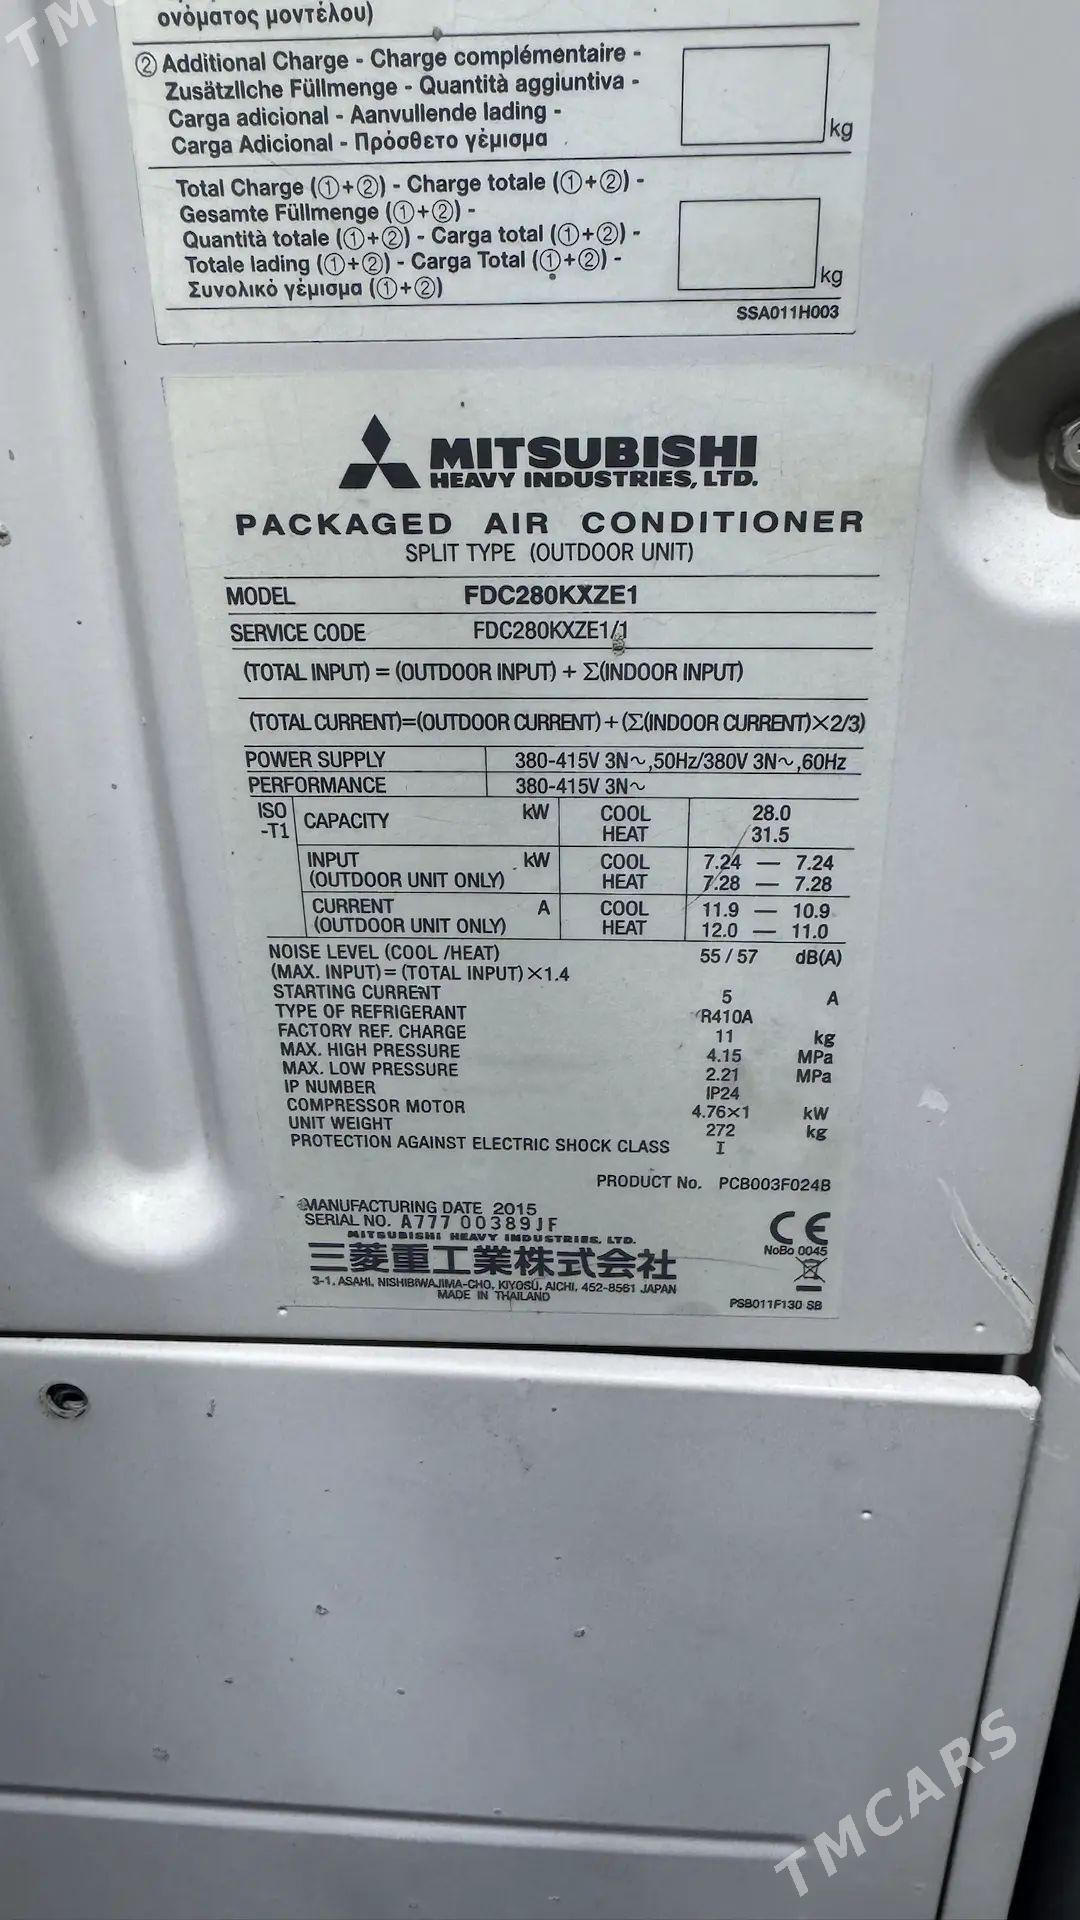 ονόματος μοντέλου)
② Additional Charge - Charge complémentaire -
Zusätzliche Füllmenge - Quantità aggiuntiva -
Carga adicional - Aanvullende lading -
Carga Adicional - Πρόσθετο γέμισμα
kg
Total Charge (①+②) - Charge totale (①+②) -
Gesamte Füllmenge (①+②) -
Quantità totale (①+②) - Carga total (①+②) -
Totale lading (①+②) - Carga Total (①+②) -
Συνολικό γέμισμα (①+②)
kg
SSA011H003
MITSUBISHI
HEAVY INDUSTRIES, LTD.
PACKAGED AIR CONDITIONER
SPLIT TYPE (OUTDOOR UNIT)
MODEL FDC280KXZE1
SERVICE CODE FDC280KXZE1/1
(TOTAL INPUT) = (OUTDOOR INPUT) + Σ(INDOOR INPUT)
(TOTAL CURRENT)=(OUTDOOR CURRENT)+(Σ(INDOOR CURRENT)×2/3)
POWER SUPPLY 380-415V 3N~,50Hz/380V 3N~,60Hz
PERFORMANCE 380-415V 3N~
ISO -T1 CAPACITY kW COOL 28.0
HEAT 31.5
INPUT kW COOL 7.24 — 7.24
(OUTDOOR UNIT ONLY) HEAT 7.28 — 7.28
CURRENT A COOL 11.9 — 10.9
(OUTDOOR UNIT ONLY) HEAT 12.0 — 11.0
NOISE LEVEL (COOL /HEAT) 55 / 57 dB(A)
(MAX. INPUT)= (TOTAL INPUT)×1.4
STARTING CURRENT 5 A
TYPE OF REFRIGERANT R410A
FACTORY REF. CHARGE 11 kg
MAX. HIGH PRESSURE 4.15 MPa
MAX. LOW PRESSURE 2.21 MPa
IP NUMBER IP24
COMPRESSOR MOTOR 4.76×1 kW
UNIT WEIGHT 272 kg
PROTECTION AGAINST ELECTRIC SHOCK CLASS I
PRODUCT No. PCB003F024B
MANUFACTURING DATE 2015
SERIAL NO. A777 00389JF
MITSUBISHI HEAVY INDUSTRIES, LTD.
三菱重工業株式会社
3-1, ASAHI, NISHIBIWAJIMA-CHO, KIYOSU, AICHI, 452-8561 JAPAN
MADE IN THAILAND
CE
NoBo 0045
PSB011F130 SB
TMCARS